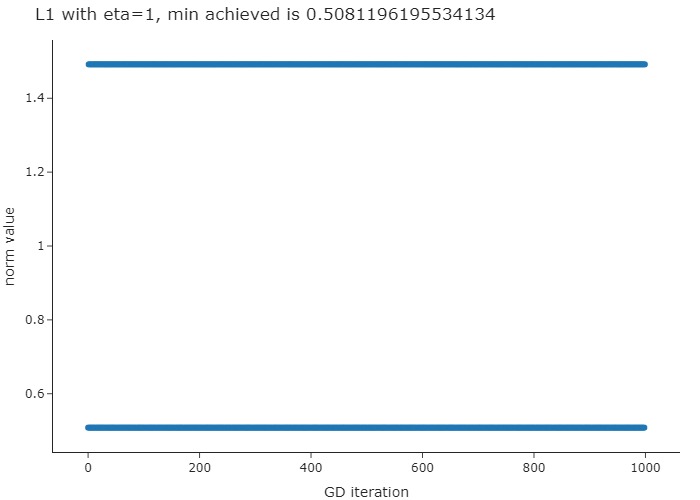 L1 with eta=1, min achieved is 0.5081196195534134
norm value
1.4
1.2
1
0.8
0.6
0 200 400 600 800 1000
GD iteration